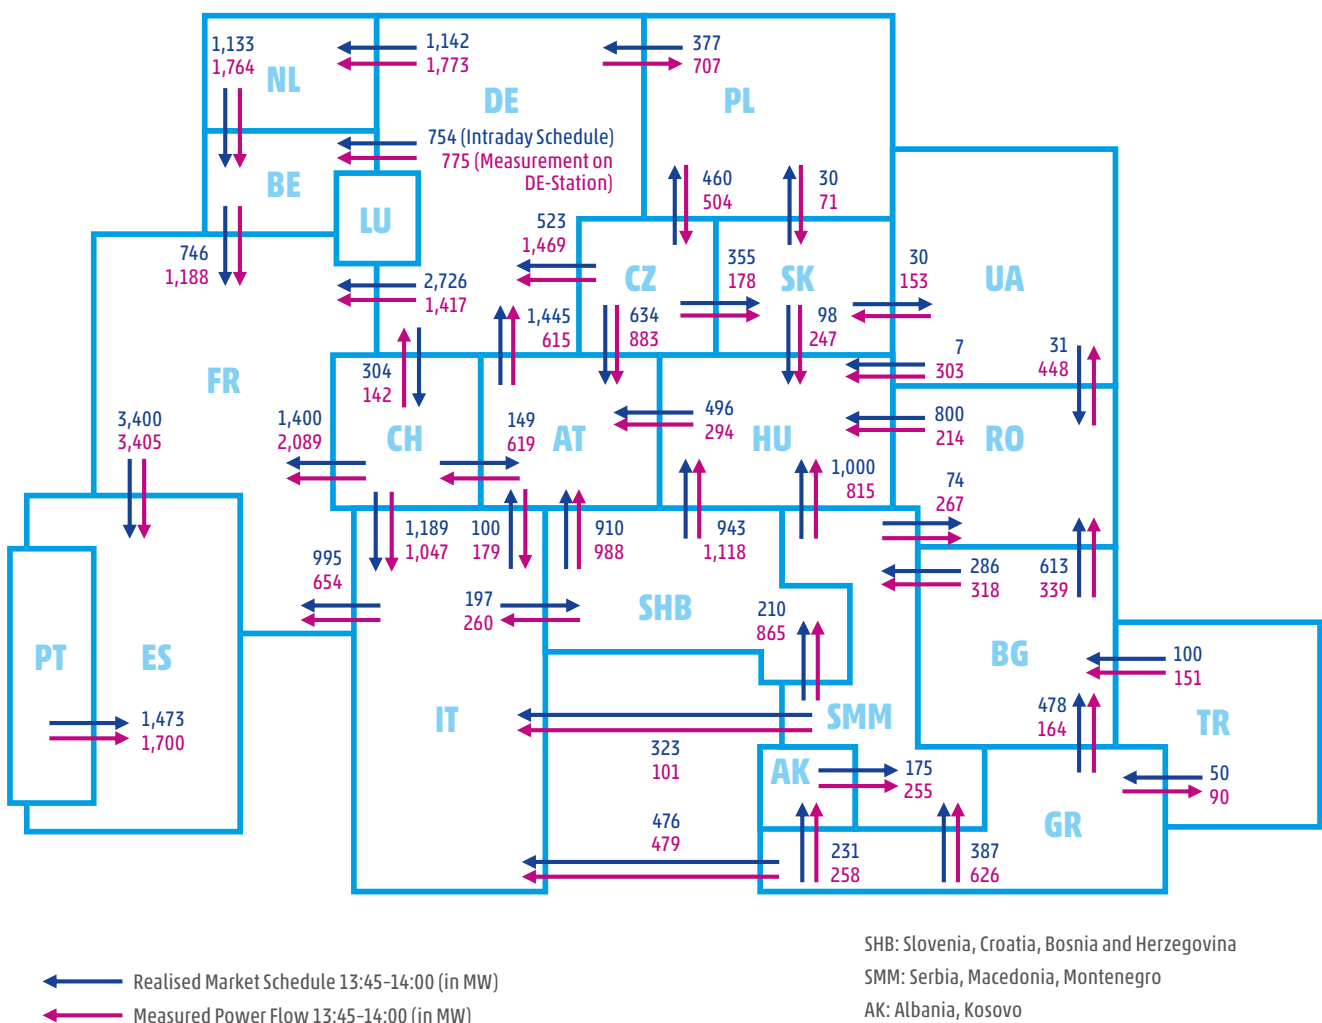 1,133
1,764
NL
1,142
1,773
DE
377
707
PL
754 (Intraday Schedule)
775 (Measurement on
DE-Station)
BE
LU
460
504
30
71
746
1,188
523
1,469
CZ
355
178
SK
30
153
UA
2,726
1,417
1,445
615
634
883
98
247
7
303
31
448
FR
304
142
3,400
3,405
1,400
2,089
CH
149
619
AT
496
294
HU
800
214
RO
1,000
815
74
267
995
654
1,189
1,047
100
179
910
988
943
1,118
286
318
613
339
197
260
SHB
210
865
PT
ES
BG
100
151
1,473
1,700
IT
SMM
478
164
TR
323
101
AK
175
255
50
90
476
479
231
258
387
626
GR
SHB: Slovenia, Croatia, Bosnia and Herzegovina
Realised Market Schedule 13:45-14:00 (in MW)
SMM: Serbia, Macedonia, Montenegro
Measured Power Flow 13:45-14:00 (in MW)
AK: Albania, Kosovo